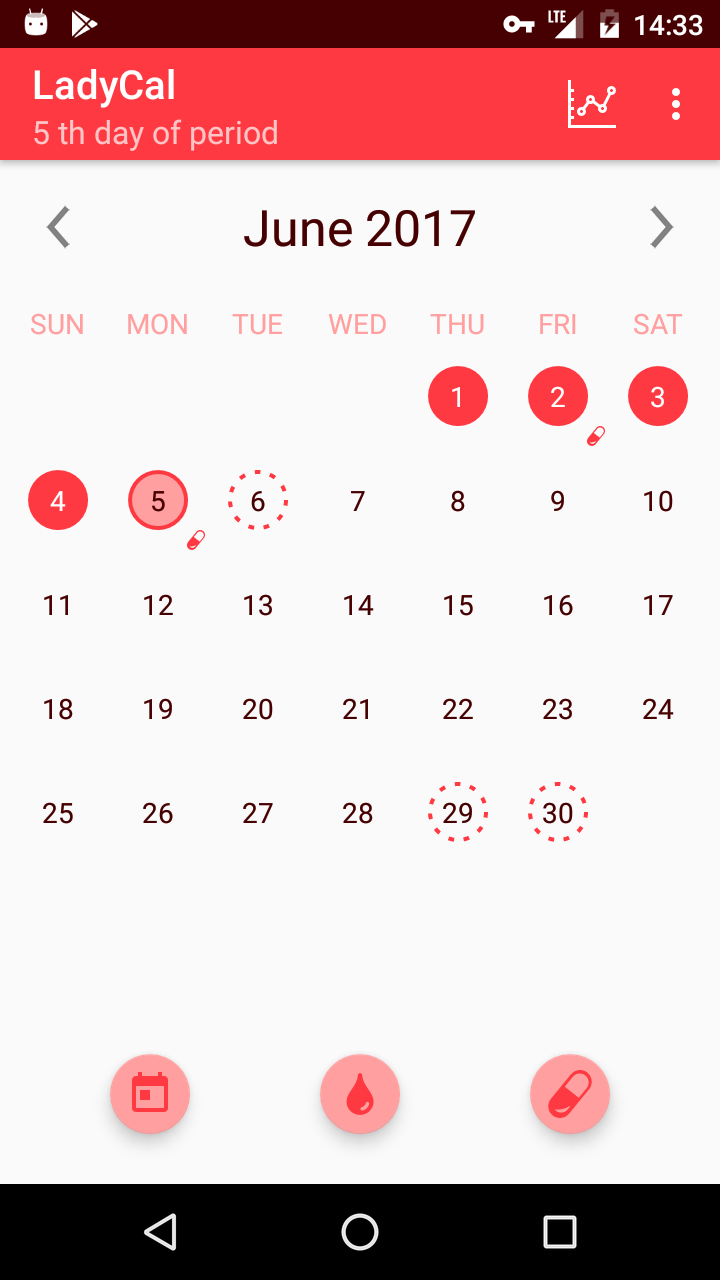 LTE 14:33
LadyCal
5 th day of period
June 2017
SUN MON TUE WED THU FRI SAT
1 2 3
4 5 6 7 8 9 10
11 12 13 14 15 16 17
18 19 20 21 22 23 24
25 26 27 28 29 30